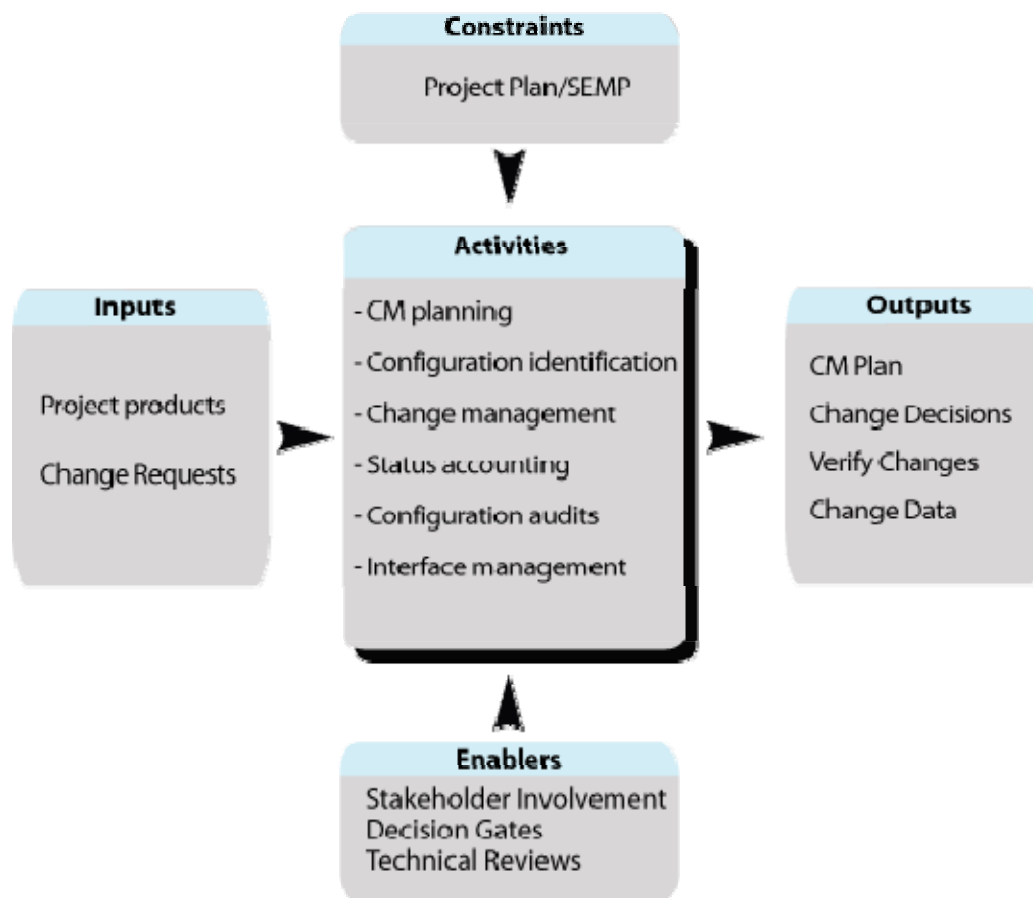 Constraints
Project Plan/SEMP
Activities
- CM planning
- Configuration identification
- Change management
- Status accounting
- Configuration audits
- Interface management
Inputs
Project products
Change Requests
Outputs
CM Plan
Change Decisions
Verify Changes
Change Data
Enablers
Stakeholder Involvement
Decision Gates
Technical Reviews